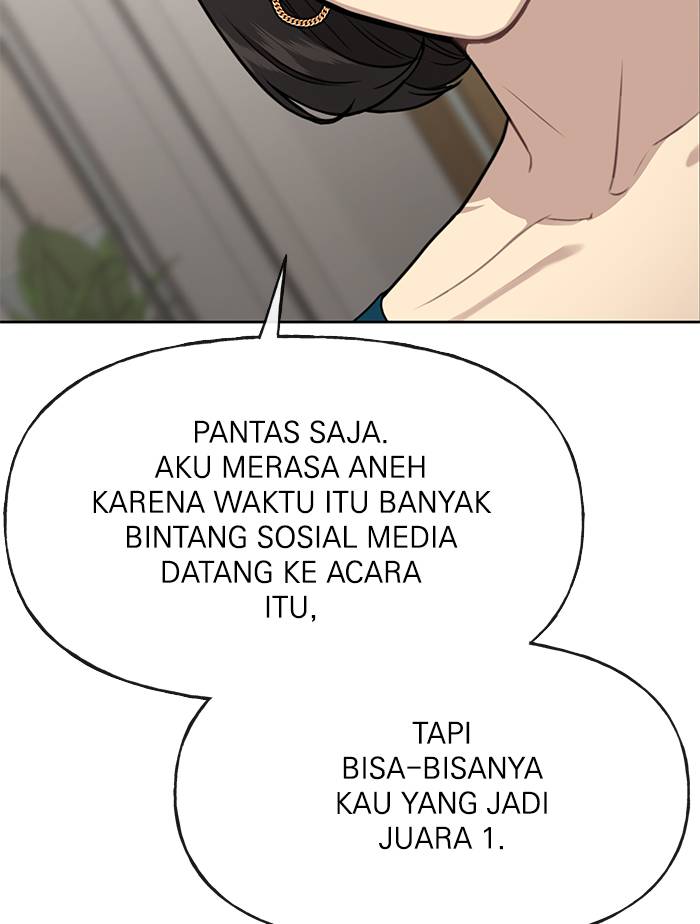 PANTAS SAJA.
AKU MERASA ANEH
KARENA WAKTU ITU BANYAK
BINTANG SOSIAL MEDIA
DATANG KE ACARA
ITU,
TAPI
BISA-BISANYA
KAU YANG JADI
JUARA 1.